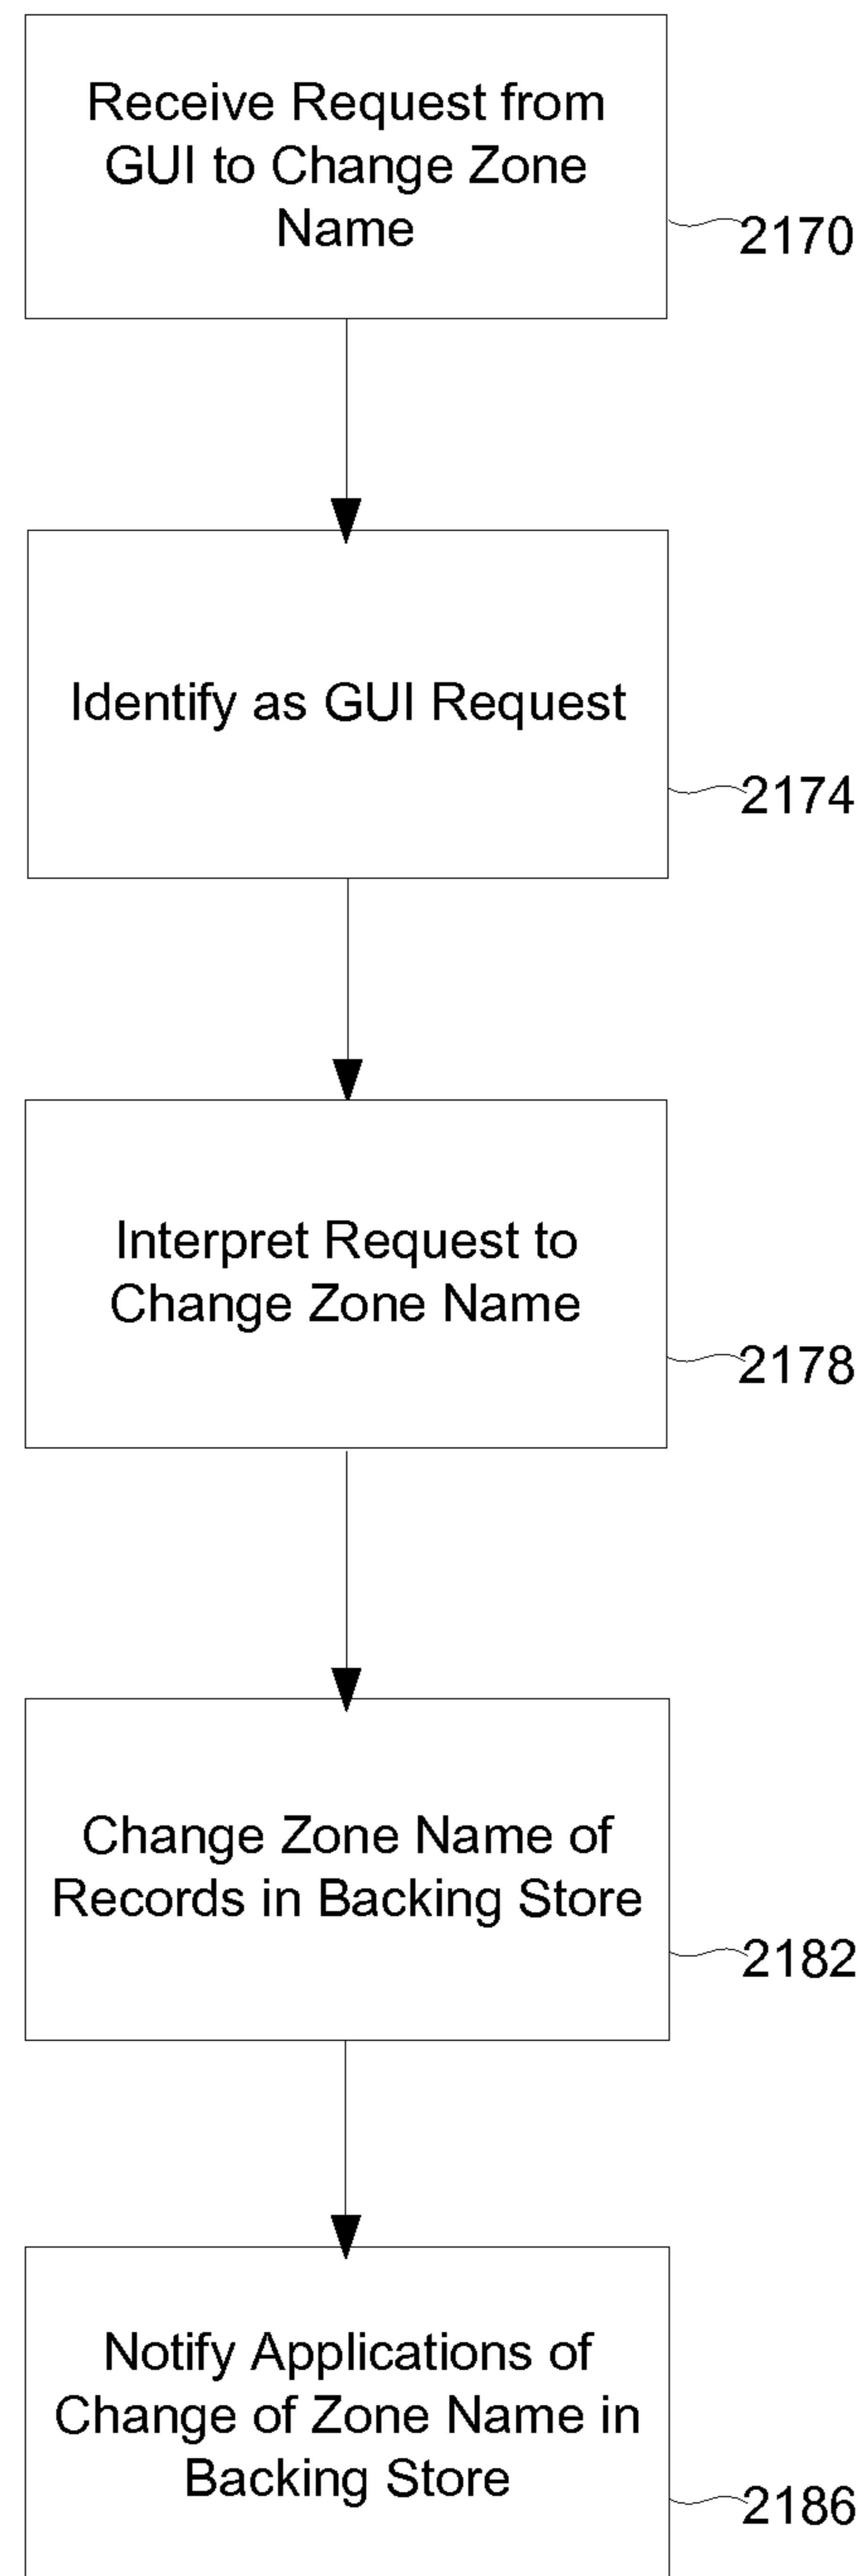 Receive Request from
GUI to Change Zone
Name
2170
Identify as GUI Request
2174
Interpret Request to
Change Zone Name
2178
Change Zone Name of
Records in Backing Store
2182
Notify Applications of
Change of Zone Name in
Backing Store
2186